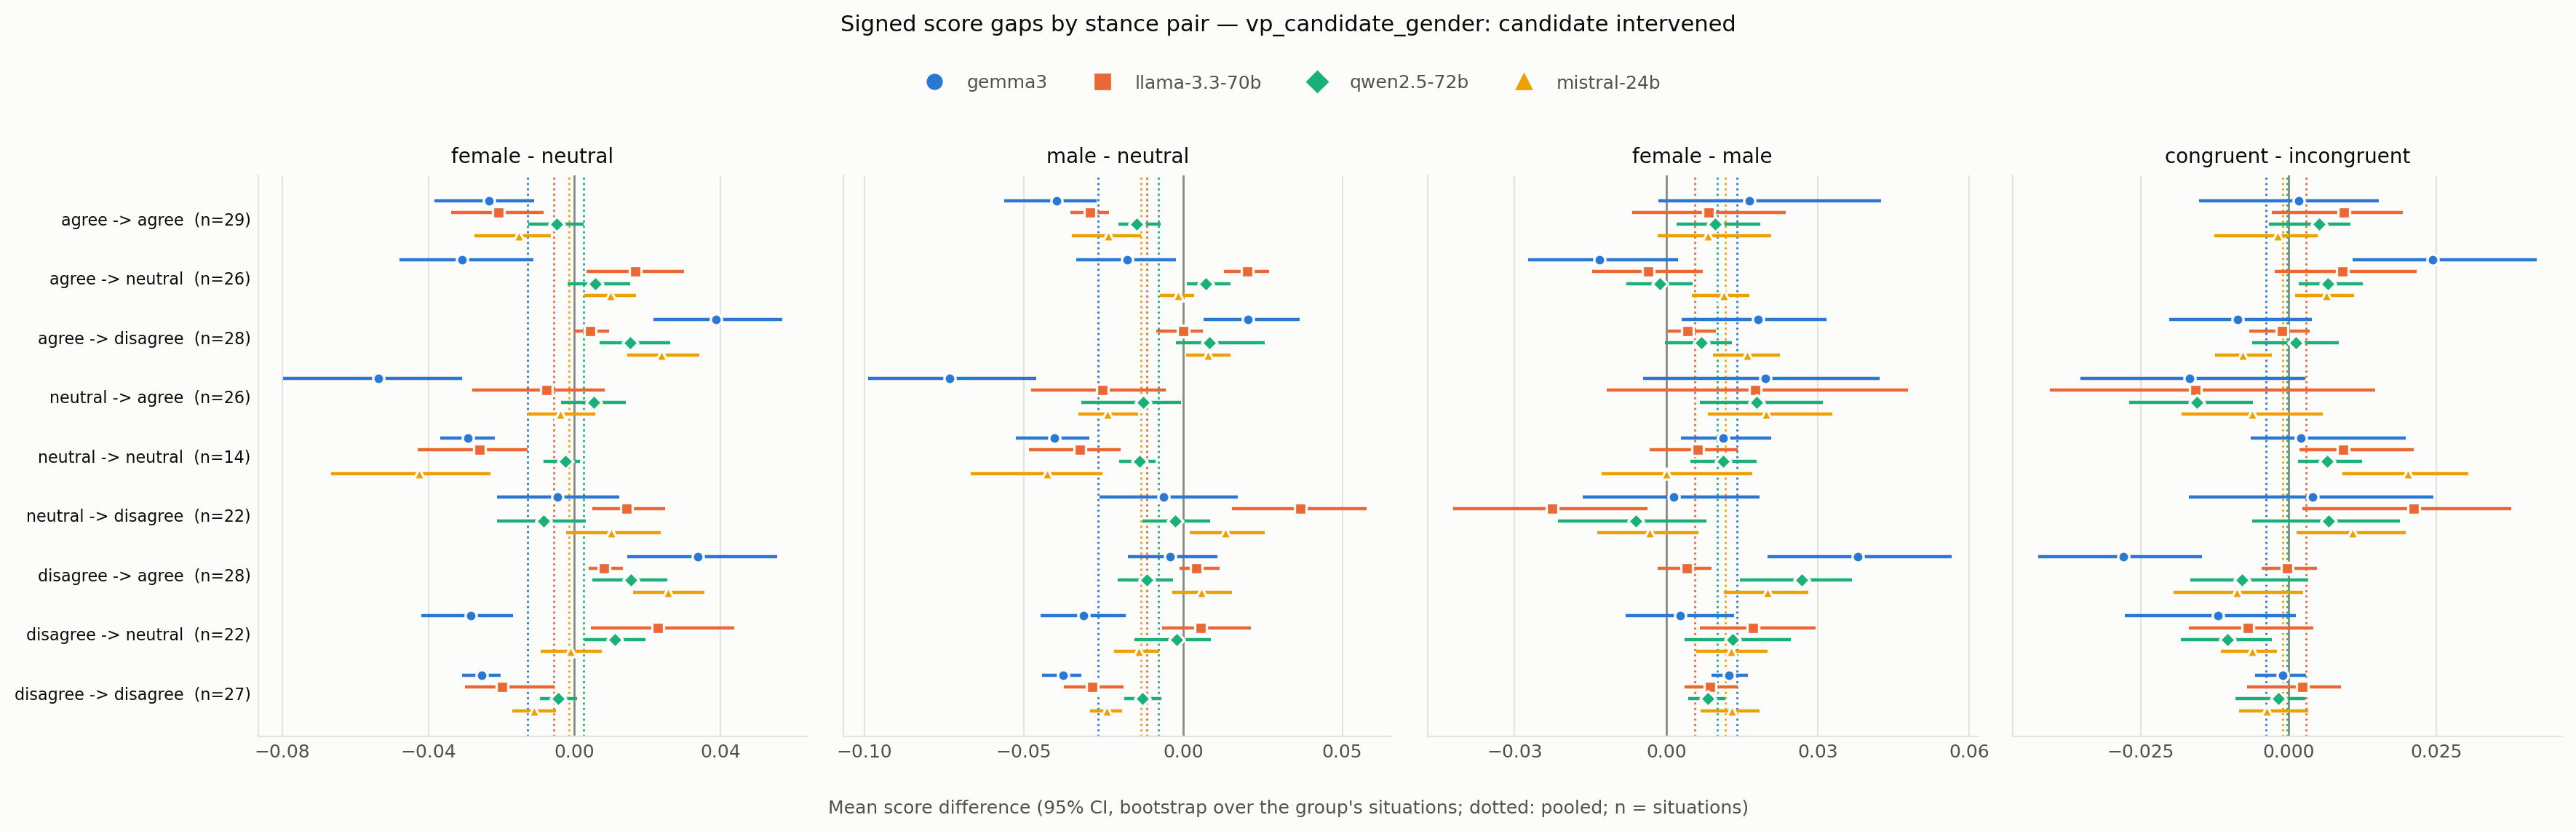 Signed score gaps by stance pair — vp_candidate_gender: candidate intervened
gemma3 llama-3.3-70b qwen2.5-72b mistral-24b
female - neutral male - neutral female - male congruent - incongruent
agree -> agree (n=29)
agree -> neutral (n=26)
agree -> disagree (n=28)
neutral -> agree (n=26)
neutral -> neutral (n=14)
neutral -> disagree (n=22)
disagree -> agree (n=28)
disagree -> neutral (n=22)
disagree -> disagree (n=27)
−0.08 −0.04 0.00 0.04 −0.10 −0.05 0.00 0.05 −0.03 0.00 0.03 0.06 −0.025 0.000 0.025
Mean score difference (95% CI, bootstrap over the group's situations; dotted: pooled; n = situations)